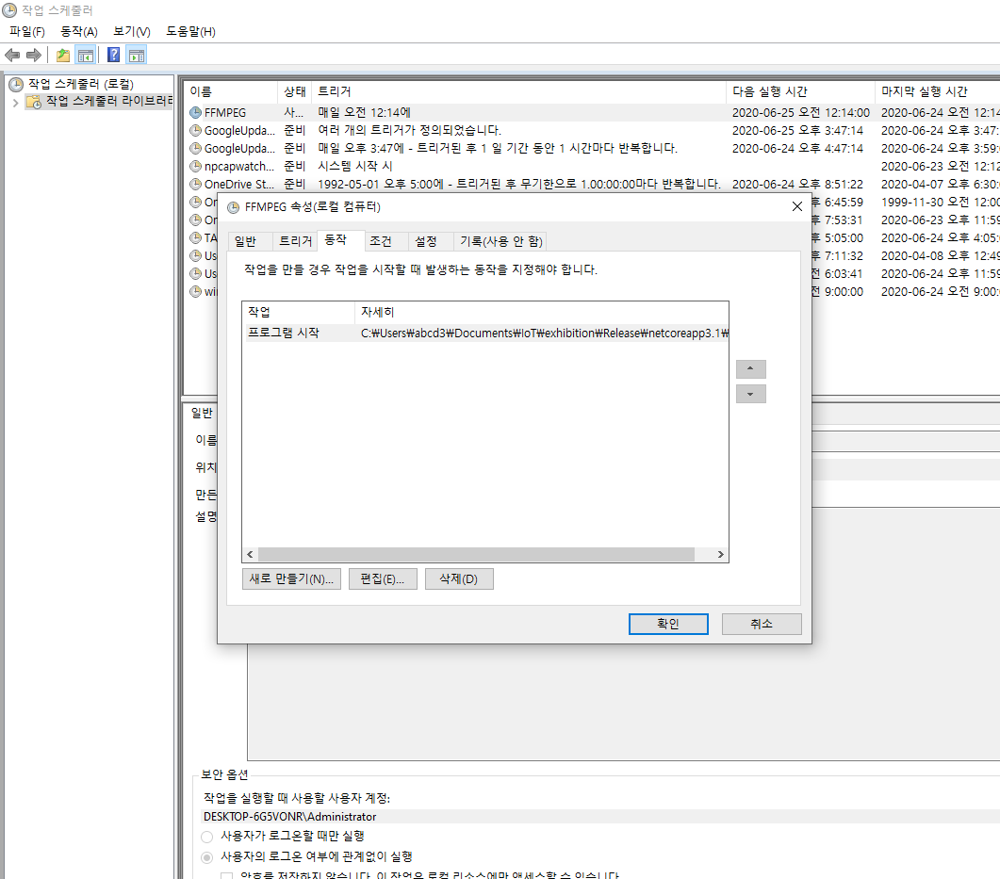 작업 스케줄러
파일(F) 동작(A) 보기(V) 도움말(H)
작업 스케줄러 (로컬)
작업 스케줄러 라이브러리
이름 상태 트리거 다음 실행 시간 마지막 실행 시간
FFMPEG 사... 매일 오전 12:14에 2020-06-25 오전 12:14:00 2020-06-24 오전 12:14
GoogleUpda... 준비 여러 개의 트리거가 정의되었습니다. 2020-06-25 오후 3:47:14 2020-06-24 오후 3:47:
GoogleUpda... 준비 매일 오후 3:47에 - 트리거된 후 1 일 기간 동안 1 시간마다 반복합니다. 2020-06-24 오후 4:47:14 2020-06-24 오후 3:59:
npcapwatch... 준비 시스템 시작 시 2020-06-23 오전 12:12
OneDrive St... 준비 1992-05-01 오후 5:00에 - 트리거된 후 무기한으로 1.00:00:00마다 반복합니다. 2020-06-24 오후 8:51:22 2020-04-07 오후 6:30:
On 후 6:45:59 1999-11-30 오전 12:00
On 후 7:53:31 2020-06-23 오후 11:59
TA 후 5:05:00 2020-06-24 오후 4:05:
Us 후 7:11:32 2020-04-08 오후 12:49
Us 전 6:03:41 2020-06-24 오전 11:59
win 전 9:00:00 2020-06-24 오전 9:00:
FFMPEG 속성(로컬 컴퓨터)
일반 트리거 동작 조건 설정 기록(사용 안 함)
작업을 만들 경우 작업을 시작할 때 발생하는 동작을 지정해야 합니다.
작업 자세히
프로그램 시작 C:₩Users₩abcd3₩Documents₩IoT₩exhibition₩Release₩netcoreapp3.1₩
새로 만들기(N)... 편집(E)... 삭제(D)
확인 취소
일반
이름
위치
만든
설명
보안 옵션
작업을 실행할 때 사용할 사용자 계정:
DESKTOP-6G5VONR\Administrator
사용자가 로그온할 때만 실행
사용자의 로그온 여부에 관계없이 실행
암호를 저장하지 않습니다. 이 작업은 로컬 리소스에만 액세스할 수 있습니다.